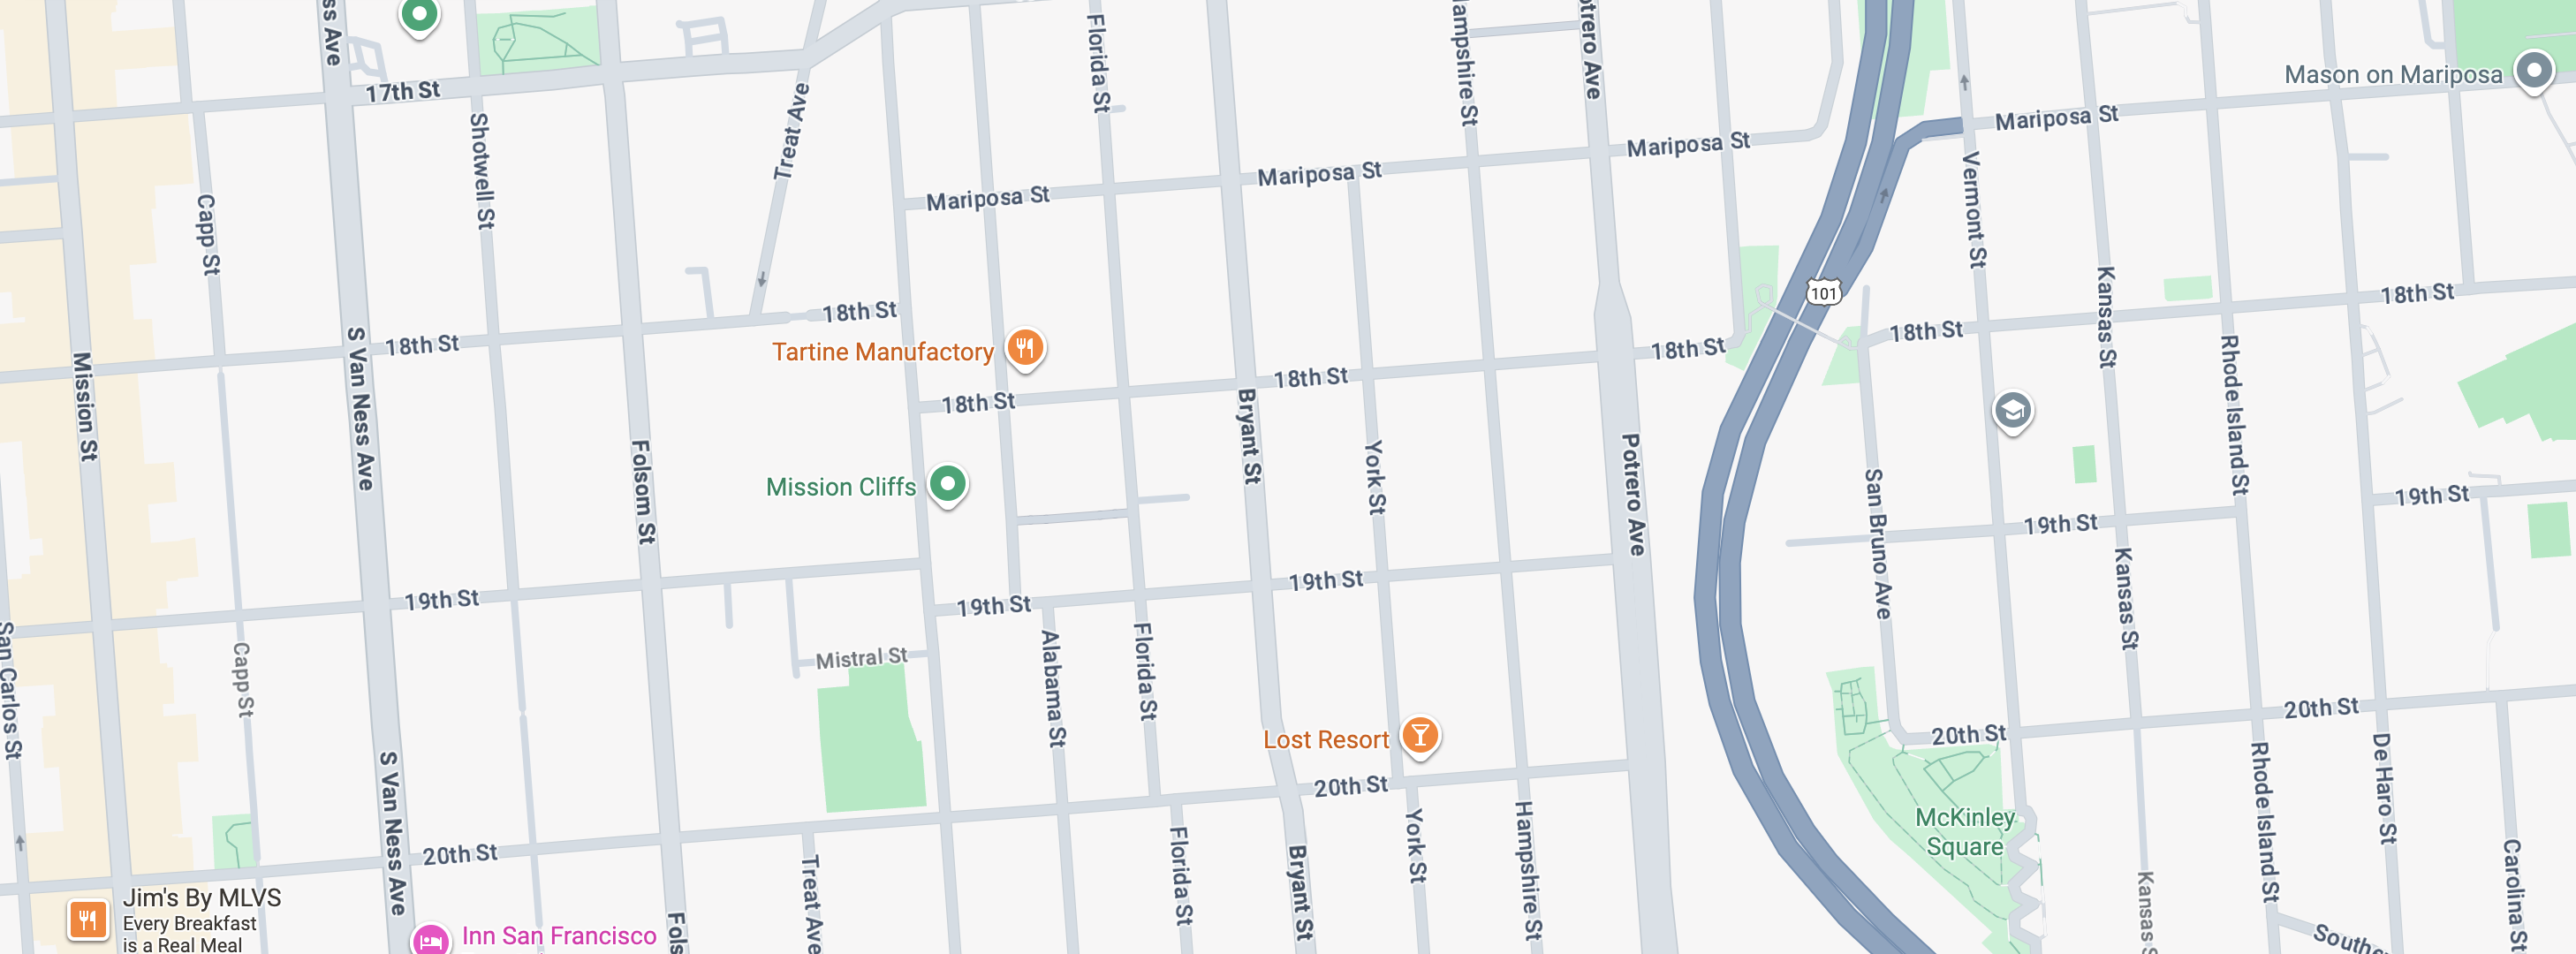 ss Ave
Florida St
Hampshire St
Potrero Ave
17th St
Shotwell St
Treat Ave
Mariposa St
Mariposa St
Mariposa St
Mariposa St
Mason on Mariposa
Capp St
Vermont St
Kansas St
101
18th St
18th St
18th St
18th St
18th St
18th St
18th St
Tartine Manufactory
Mission St
S Van Ness Ave
Folsom St
Bryant St
York St
Potrero Ave
Rhode Island St
Mission Cliffs
San Bruno Ave
19th St
19th St
19th St
19th St
19th St
Kansas St
San Carlos St
Capp St
Mistral St
Alabama St
Florida St
Lost Resort
20th St
20th St
20th St
20th St
S Van Ness Ave
Rhode Island St
De Haro St
McKinley
Square
Treat Ave
Florida St
Bryant St
York St
Hampshire St
Kansas S
Carolina St
Fols
Southe
Jim's By MLVS
Every Breakfast
is a Real Meal
Inn San Francisco